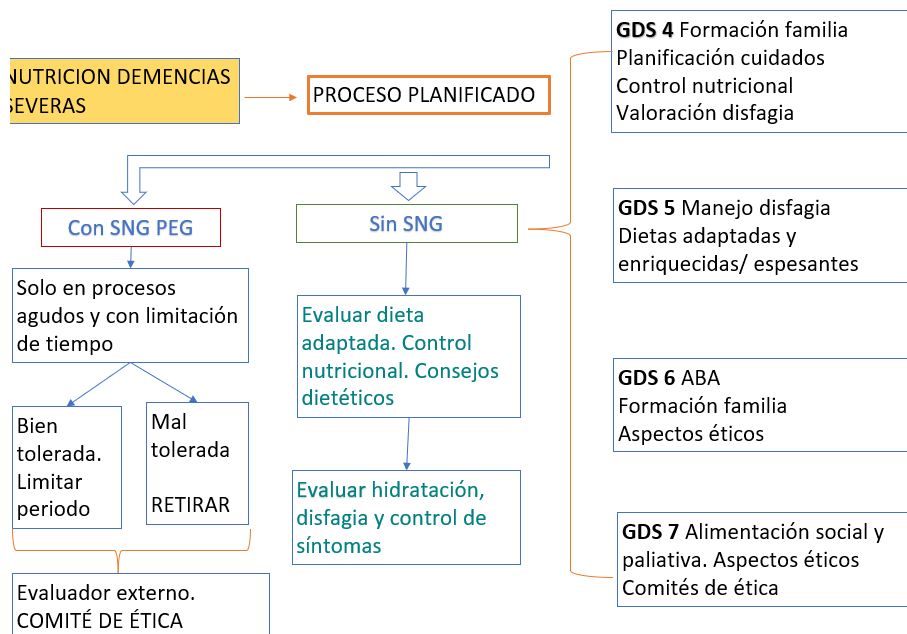 NUTRICION DEMENCIAS
SEVERAS
PROCESO PLANIFICADO
Con SNG PEG
Solo en procesos
agudos y con limitación
de tiempo
Bien
tolerada.
Limitar
periodo
Mal
tolerada
RETIRAR
Evaluador externo.
COMITÉ DE ÉTICA
Sin SNG
Evaluar dieta
adaptada. Control
nutricional. Consejos
dietéticos
Evaluar hidratación,
disfagia y control de
síntomas
GDS 4 Formación familia
Planificación cuidados
Control nutricional
Valoración disfagia
GDS 5 Manejo disfagia
Dietas adaptadas y
enriquecidas/ espesantes
GDS 6 ABA
Formación familia
Aspectos éticos
GDS 7 Alimentación social y
paliativa. Aspectos éticos
Comités de ética